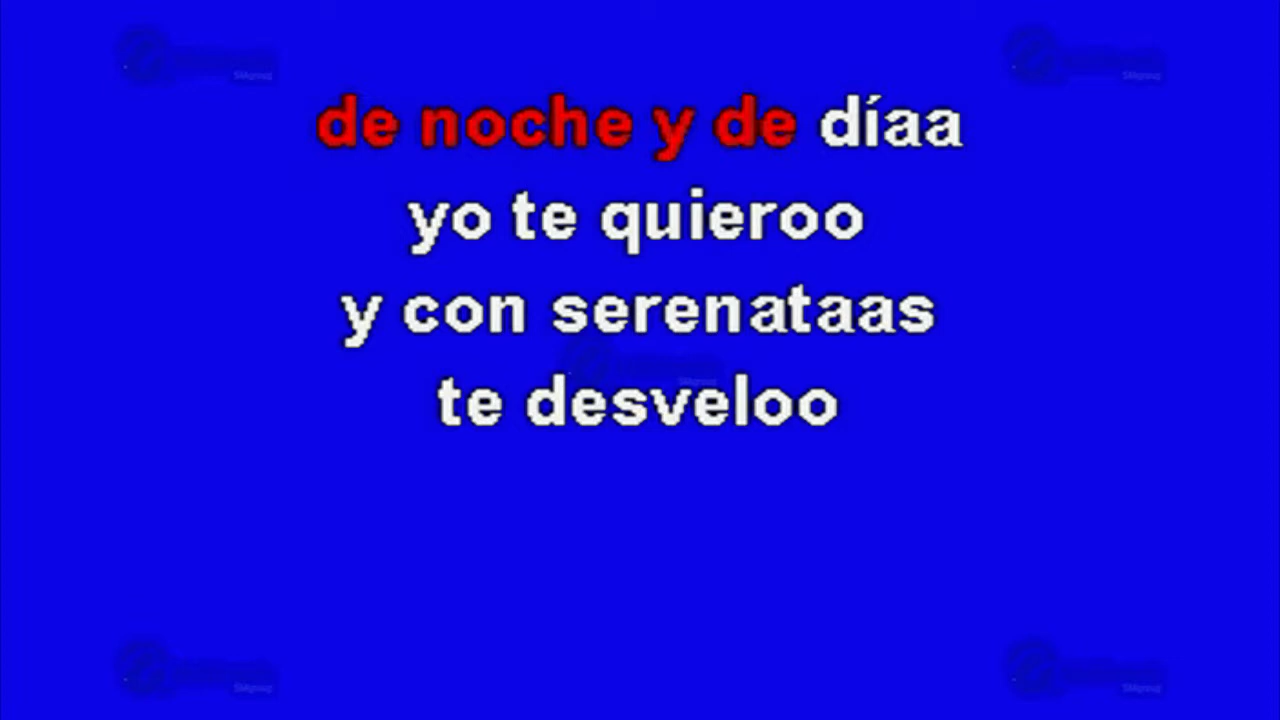 de noche y de díaa
yo te quieroo
y con serenataas
te desveloo